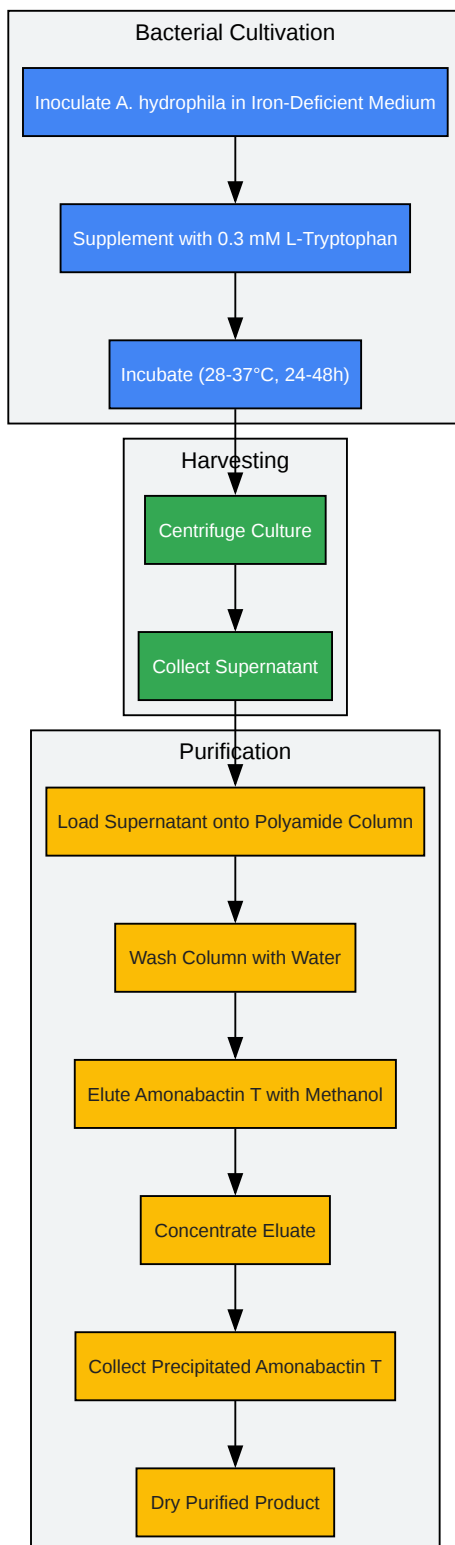 Bacterial Cultivation
Inoculate A. hydrophila in Iron-Deficient Medium
Supplement with 0.3 mM L-Tryptophan
Incubate (28-37°C, 24-48h)
Harvesting
Centrifuge Culture
Collect Supernatant
Purification
Load Supernatant onto Polyamide Column
Wash Column with Water
Elute Amonabactin T with Methanol
Concentrate Eluate
Collect Precipitated Amonabactin T
Dry Purified Product